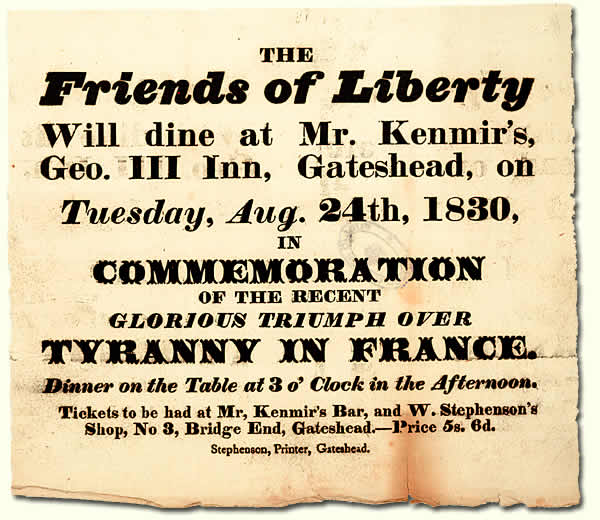 THE
Friends of Liberty
Will dine at Mr. Kenmir's,
Geo. III Inn, Gateshead, on
Tuesday, Aug. 24th, 1830,
IN
COMMEMORATION
OF THE RECENT
GLORIOUS TRIUMPH OVER
TYRANNY IN FRANCE.
Dinner on the Table at 3 o' Clock in the Afternoon.
Tickets to be had at Mr, Kenmir's Bar, and W. Stephenson's
Shop, No 3, Bridge End, Gateshead.—Price 5s. 6d.
Stephenson, Printer, Gateshead.